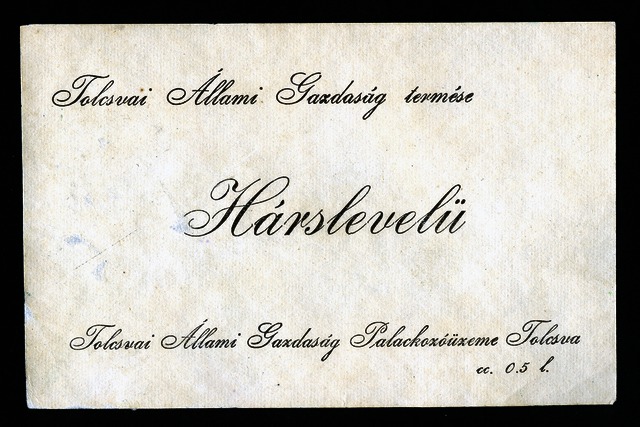 Tolcsvai Állami Gazdaság termése
Hárslevelü
Tolcsvai Állami Gazdaság Palackozóüzeme Tolcsva
cc. 0.5 l.